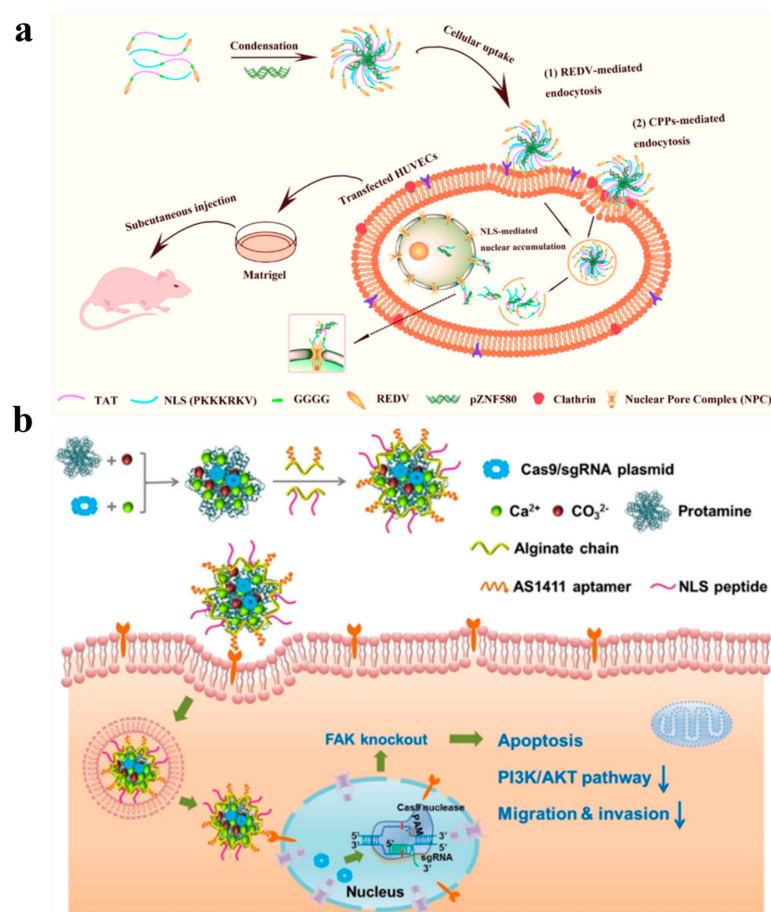 a
Condensation
Cellular uptake
(1) REDV-mediated
endocytosis
(2) CPPs-mediated
endocytosis
Transfected HUVECs
Subcutaneous injection
Matrigel
NLS-mediated
nuclear accumulation
TAT NLS (PKKKRKV) GGGG REDV pZNF580 Clathrin Nuclear Pore Complex (NPC)
b
+
+
Cas9/sgRNA plasmid
Ca²⁺ CO₃²⁻ Protamine
Alginate chain
AS1411 aptamer NLS peptide
FAK knockout Apoptosis
PI3K/AKT pathway
Migration & invasion
Cas9 nuclease
PAM
5' 3'
3' 5' 5'
sgRNA
3'
Nucleus